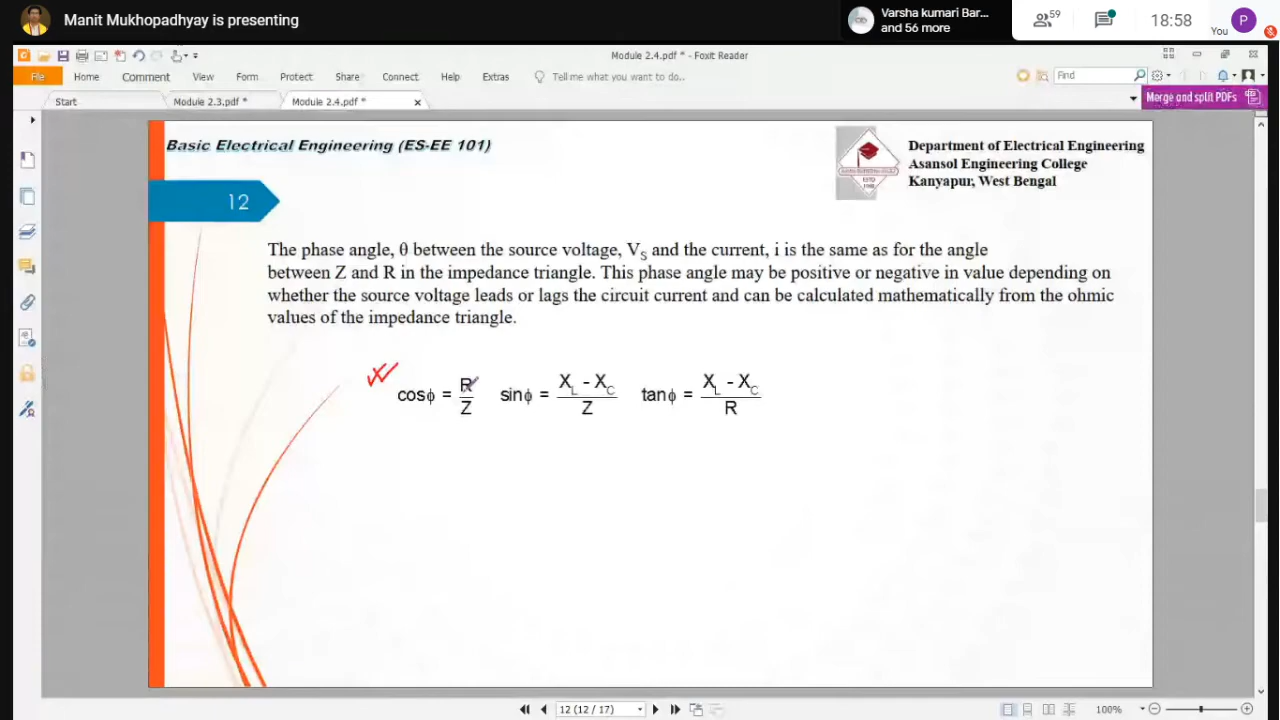 Manit Mukhopadhyay is presenting
Varsha kumari Bar...
and 56 more
59
18:58
You
P
Module 2.4.pdf * - Foxit Reader
File Home Comment View Form Protect Share Connect Help Extras Tell me what you want to do.. Find
Start Module 2.3.pdf * Module 2.4.pdf *
Merge and split PDFs
Basic Electrical Engineering (ES-EE 101)
Department of Electrical Engineering
Asansol Engineering College
Kanyapur, West Bengal
12
The phase angle, θ between the source voltage, V_S and the current, i is the same as for the angle
between Z and R in the impedance triangle. This phase angle may be positive or negative in value depending on
whether the source voltage leads or lags the circuit current and can be calculated mathematically from the ohmic
values of the impedance triangle.
cosϕ = R/Z sinϕ = (X_L - X_C)/Z tanϕ = (X_L - X_C)/R
12 (12 / 17)
100%